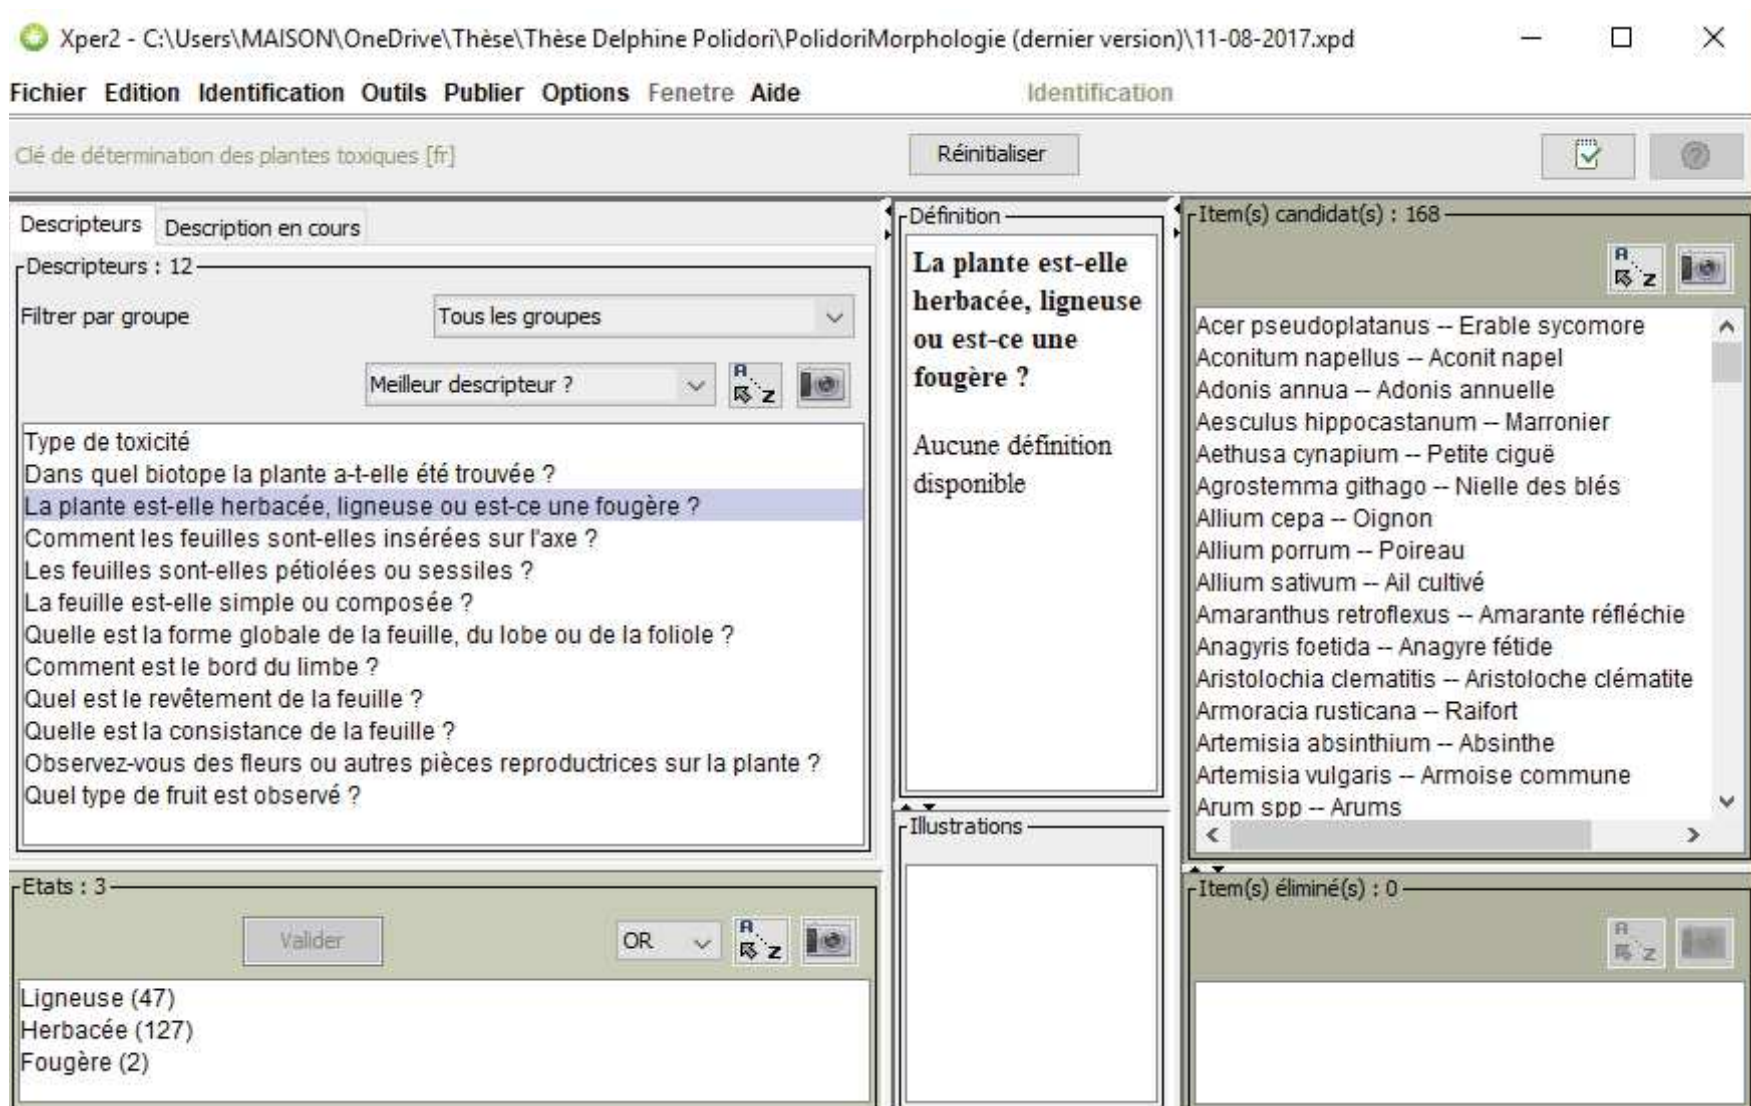 Xper2 - C:\Users\MAISON\OneDrive\Thèse\Thèse Delphine Polidori\PolidoriMorphologie (dernier version)\11-08-2017.xpd
Fichier Edition Identification Outils Publier Options Fenetre Aide Identification
Clé de détermination des plantes toxiques [fr]
Réinitialiser
Descripteurs Description en cours
Descripteurs : 12
Filtrer par groupe Tous les groupes
Meilleur descripteur ?
A Z
Type de toxicité
Dans quel biotope la plante a-t-elle été trouvée ?
La plante est-elle herbacée, ligneuse ou est-ce une fougère ?
Comment les feuilles sont-elles insérées sur l'axe ?
Les feuilles sont-elles pétiolées ou sessiles ?
La feuille est-elle simple ou composée ?
Quelle est la forme globale de la feuille, du lobe ou de la foliole ?
Comment est le bord du limbe ?
Quel est le revêtement de la feuille ?
Quelle est la consistance de la feuille ?
Observez-vous des fleurs ou autres pièces reproductrices sur la plante ?
Quel type de fruit est observé ?
Etats : 3
Valider OR A Z
Ligneuse (47)
Herbacée (127)
Fougère (2)
Définition
La plante est-elle
herbacée, ligneuse
ou est-ce une
fougère ?
Aucune définition
disponible
Illustrations
Item(s) candidat(s) : 168
A Z
Acer pseudoplatanus -- Erable sycomore
Aconitum napellus -- Aconit napel
Adonis annua -- Adonis annuelle
Aesculus hippocastanum -- Marronier
Aethusa cynapium -- Petite ciguë
Agrostemma githago -- Nielle des blés
Allium cepa -- Oignon
Allium porrum -- Poireau
Allium sativum -- Ail cultivé
Amaranthus retroflexus -- Amarante réfléchie
Anagyris foetida -- Anagyre fétide
Aristolochia clematitis -- Aristoloche clématite
Armoracia rusticana -- Raifort
Artemisia absinthium -- Absinthe
Artemisia vulgaris -- Armoise commune
Arum spp -- Arums
Item(s) éliminé(s) : 0
A Z